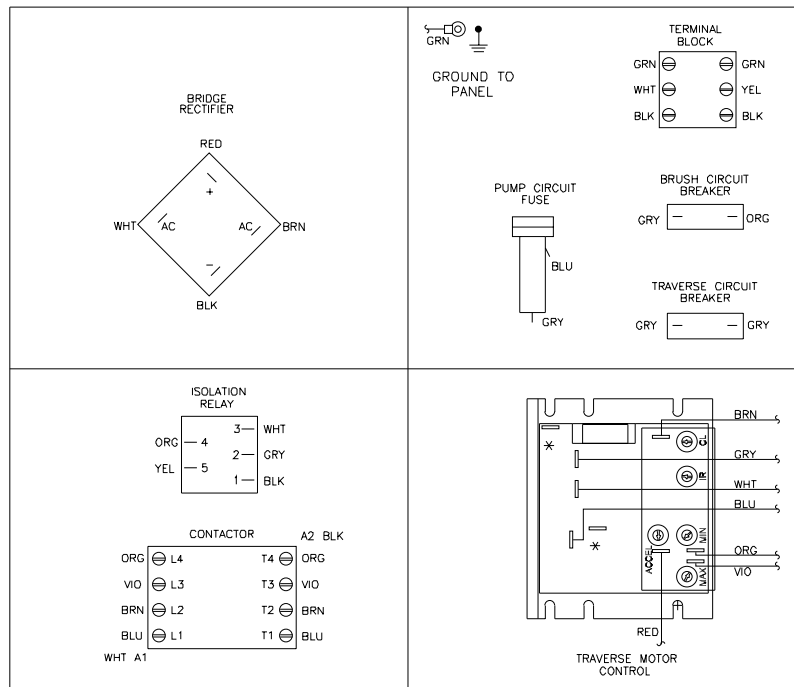 BRIDGE
RECTIFIER
RED
+
WHT AC AC BRN
-
BLK
GRN
GROUND TO
PANEL
TERMINAL
BLOCK
GRN GRN
WHT YEL
BLK BLK
PUMP CIRCUIT
FUSE
BLU
GRY
BRUSH CIRCUIT
BREAKER
GRY ORG
TRAVERSE CIRCUIT
BREAKER
GRY GRY
ISOLATION
RELAY
3 WHT
ORG 4
2 GRY
YEL 5
1 BLK
CONTACTOR A2 BLK
ORG L4 T4 ORG
VIO L3 T3 VIO
BRN L2 T2 BRN
BLU L1 T1 BLU
WHT A1
BRN
CL
GRY
IR
WHT
BLU
MIN
ACCEL
ORG
MAX
VIO
RED
TRAVERSE MOTOR
CONTROL